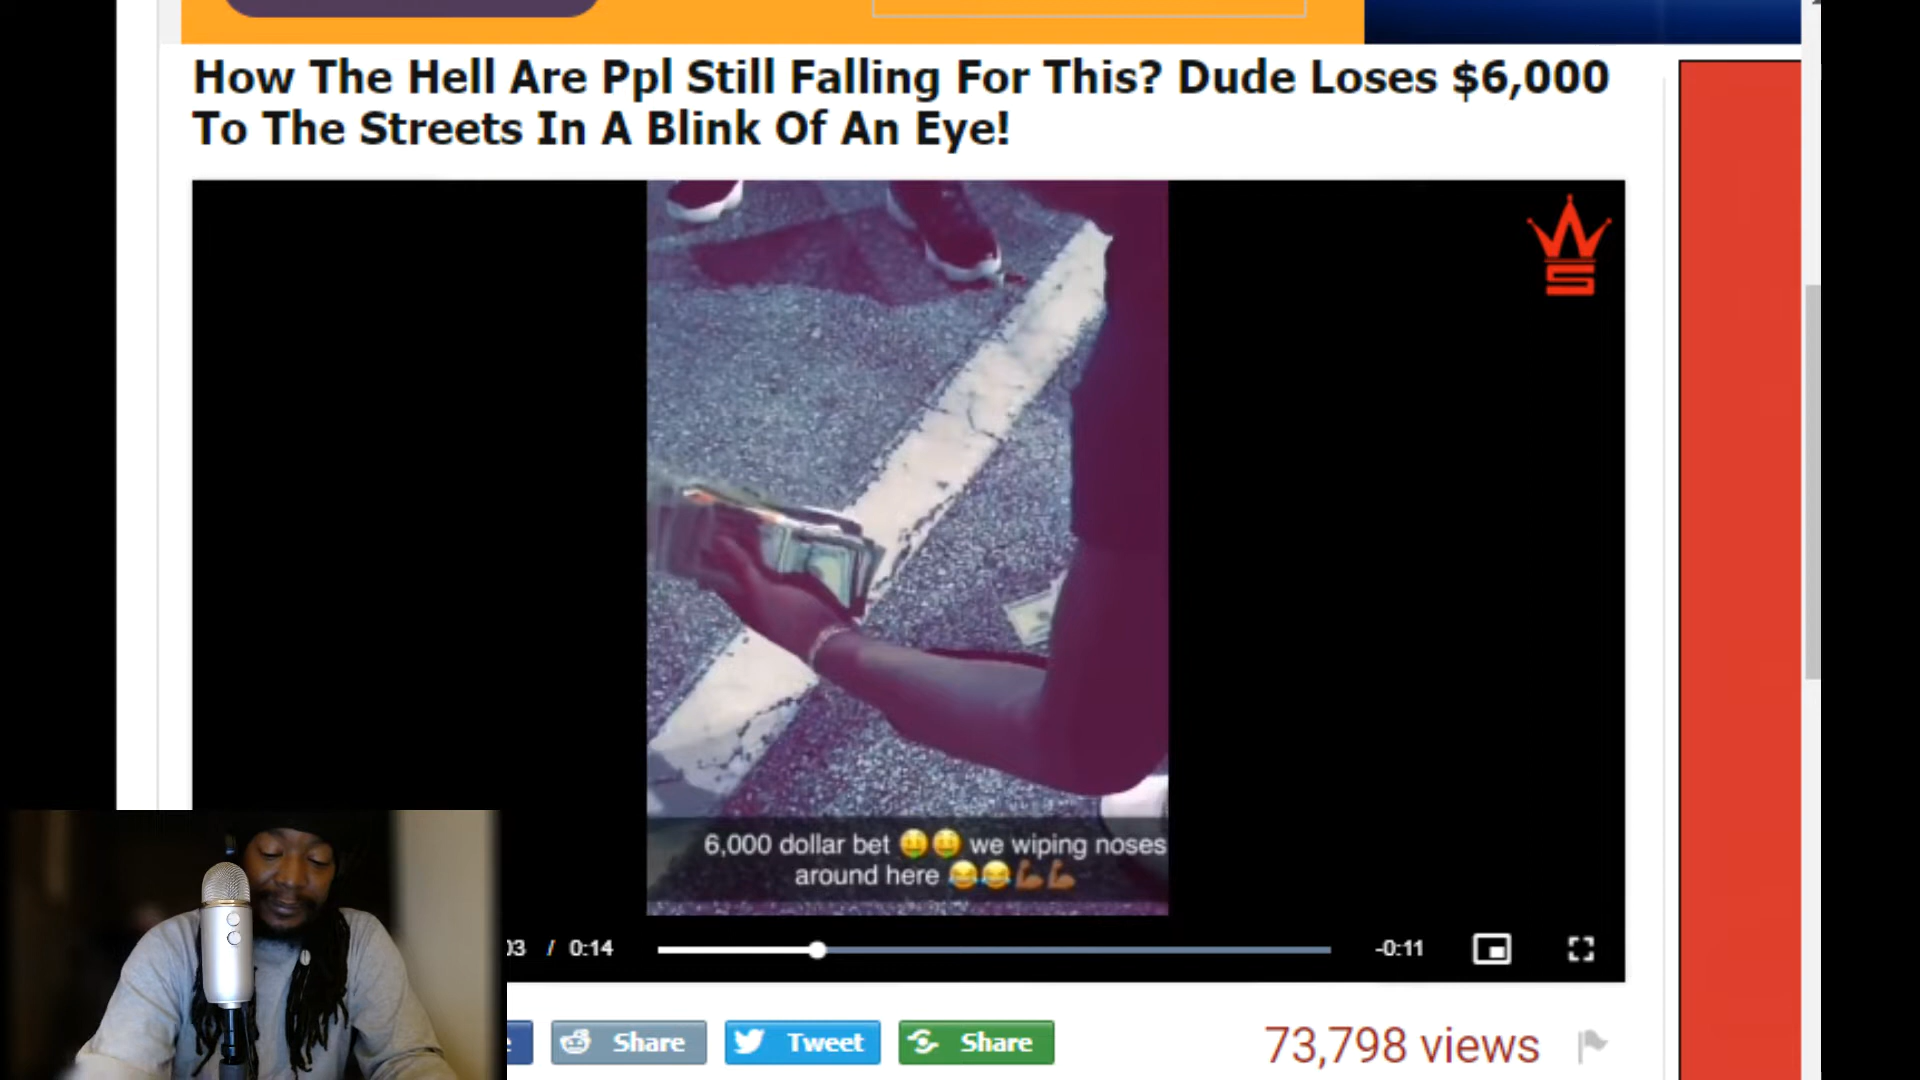 How The Hell Are Ppl Still Falling For This? Dude Loses $6,000
To The Streets In A Blink Of An Eye!
WS
6,000 dollar bet 🤑🤑 we wiping noses
around here 😂😂💪🏾💪🏾
03 / 0:14
-0:11
e
Share
Tweet
Share
73,798 views